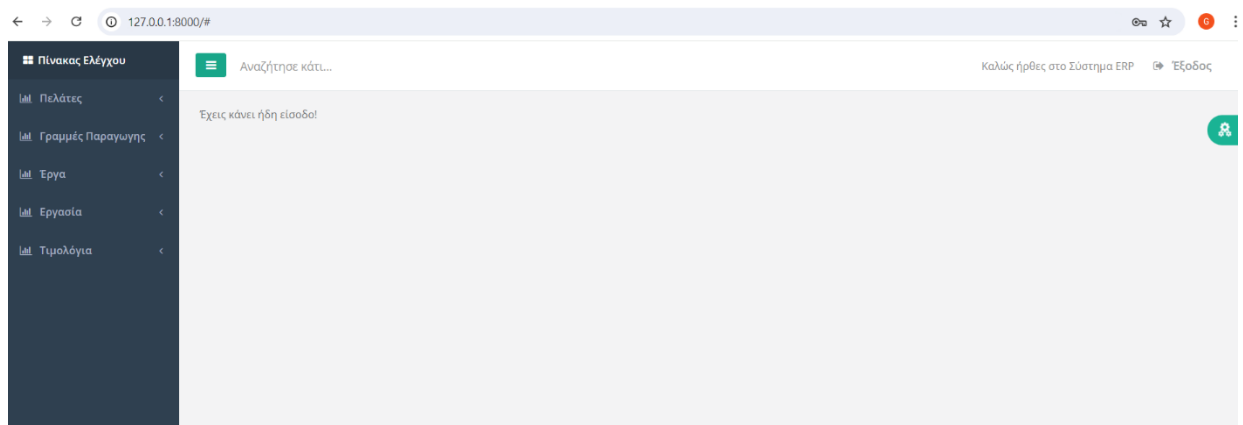 127.0.0.1:8000/#
G
Πίνακας Ελέγχου
Αναζήτησε κάτι...
Καλώς ήρθες στο Σύστημα ERP
Έξοδος
Πελάτες
Έχεις κάνει ήδη είσοδο!
Γραμμές Παραγωγης
Έργα
Εργασία
Τιμολόγια